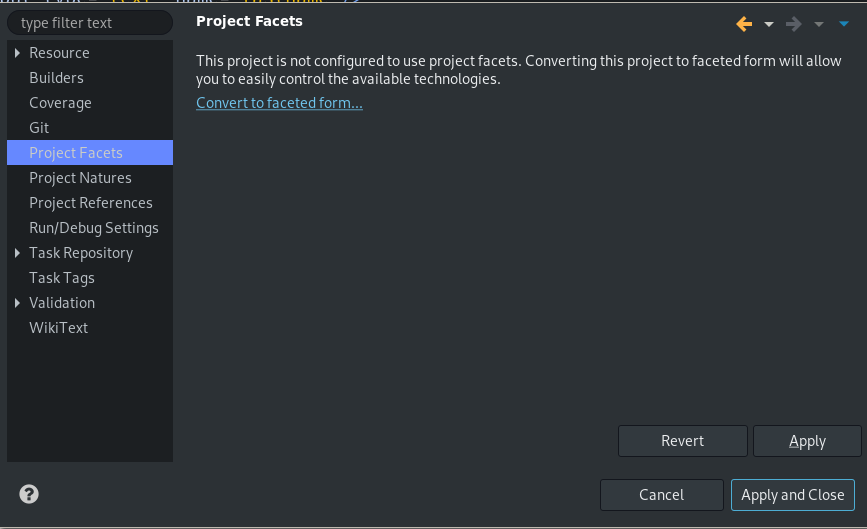 type filter text
Resource
Builders
Coverage
Git
Project Facets
Project Natures
Project References
Run/Debug Settings
Task Repository
Task Tags
Validation
WikiText
Project Facets
This project is not configured to use project facets. Converting this project to faceted form will allow
you to easily control the available technologies.
Convert to faceted form...
Revert
Apply
Cancel
Apply and Close